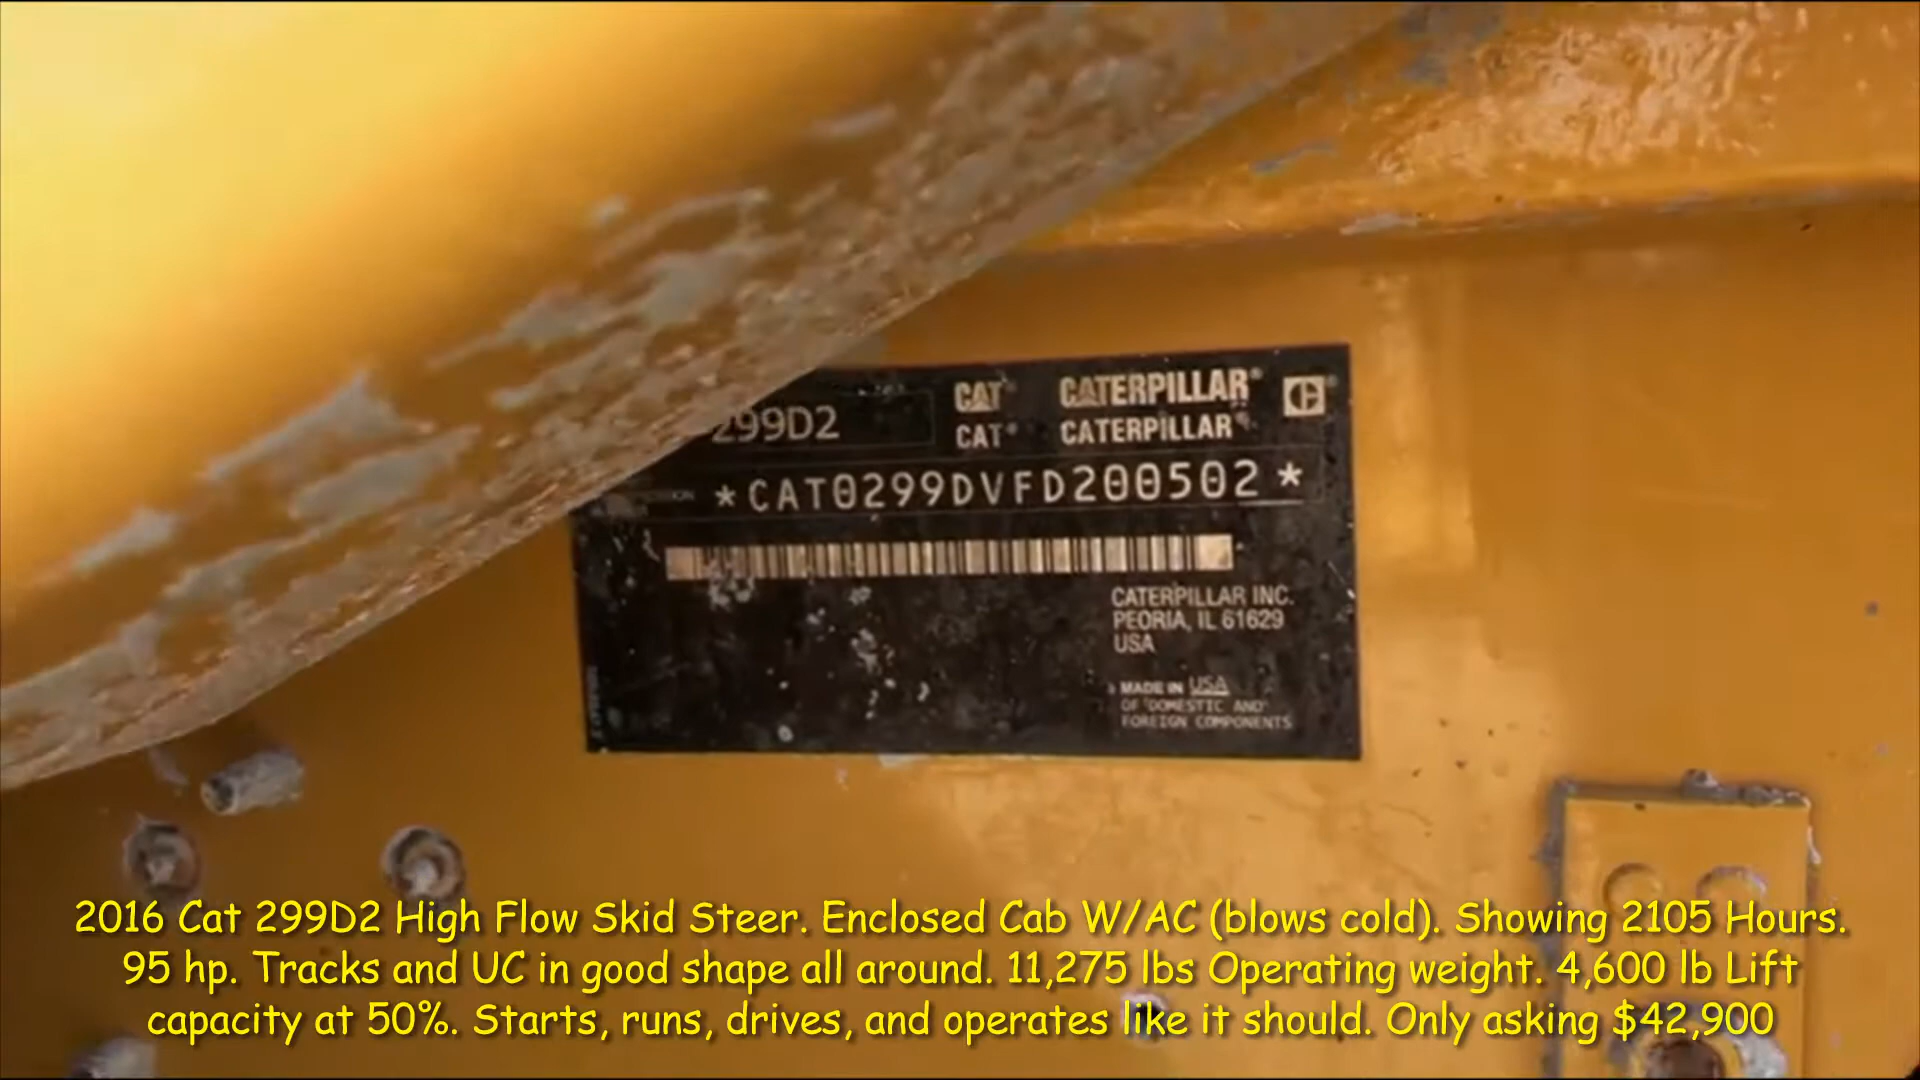 299D2 CAT® CATERPILLAR®
CAT® CATERPILLAR®
*CAT0299DVFD200502*
CATERPILLAR INC.
PEORIA, IL 61629
USA
MADE IN USA
OF DOMESTIC AND
FOREIGN COMPONENTS
2016 Cat 299D2 High Flow Skid Steer. Enclosed Cab W/AC (blows cold). Showing 2105 Hours.
95 hp. Tracks and UC in good shape all around. 11,275 lbs Operating weight. 4,600 lb Lift
capacity at 50%. Starts, runs, drives, and operates like it should. Only asking $42,900